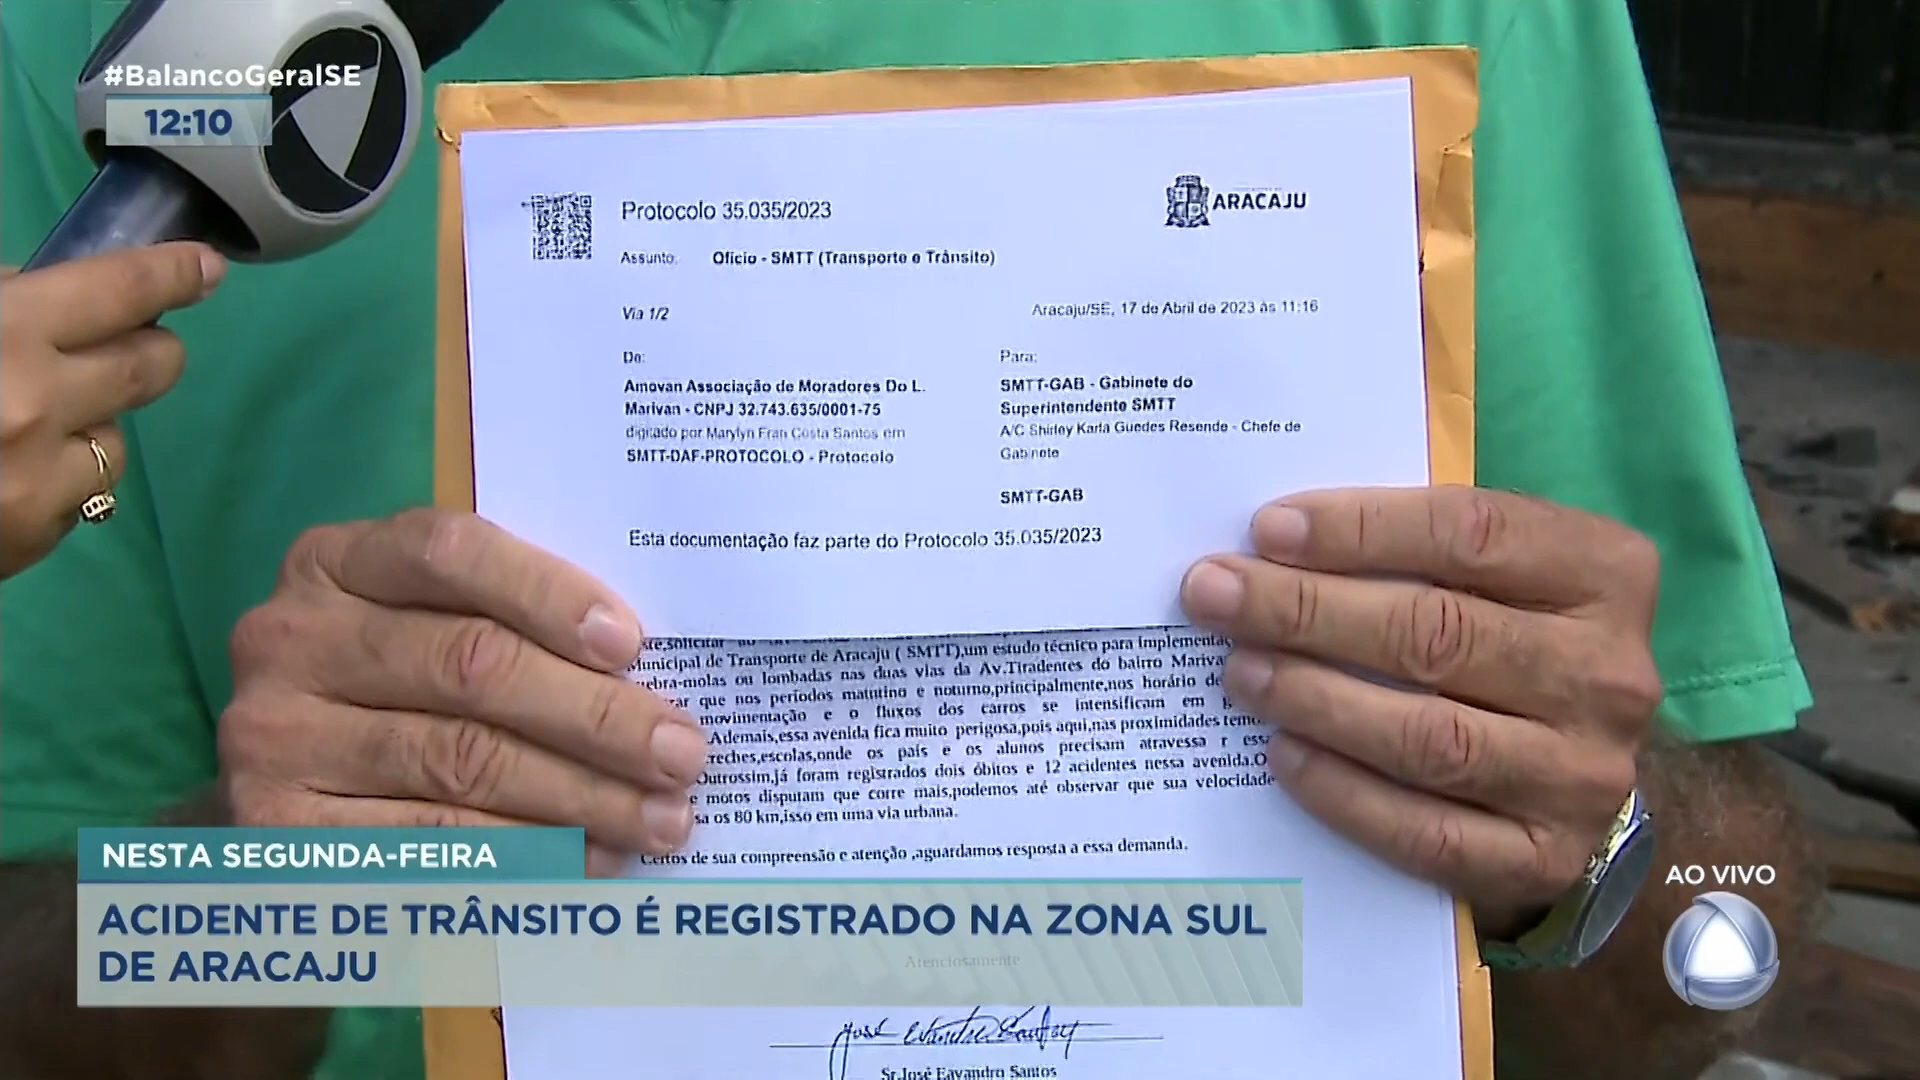 #BalancoGeralSE
12:10
Protocolo 35.035/2023
ARACAJU
Assunto: Ofício - SMTT (Transporte e Trânsito)
Via 1/2
Aracaju/SE, 17 de Abril de 2023 às 11:16
De:
Amovan Associação de Moradores Do L.
Marivan - CNPJ 32.743.635/0001-75
digitado por Marylyn Fran Costa Santos em
SMTT-DAF-PROTOCOLO - Protocolo
Para:
SMTT-GAB - Gabinete do
Superintendente SMTT
A/C Shirley Karla Guedes Resende - Chefe de
Gabinete
SMTT-GAB
Esta documentação faz parte do Protocolo 35.035/2023
solicitar
Municipal de Transporte de Aracaju ( SMTT),um estudo técnico para
uebra-molas ou lombadas nas duas vias da Av.Tiradentes do bairro
que nos períodos matutino e noturno,principalmente,nos horário
movimentação e o fluxos dos carros se intensificam em
.Ademais,essa avenida fica muito perigosa,pois aqui,nas proximidades
reches,escolas,onde os pais e os alunos precisam atravessa r
Outrossim,já foram registrados dois óbitos e 12 acidentes nessa avenida.O
e motos disputam que corre mais,podemos até observar que sua velocidade
sa os 80 km,isso em uma via urbana.
Certos de sua compreensão e atenção ,aguardamos resposta a essa demanda.
Atenciosamente
José Evandro Santos
Sr.José Eavandro Santos
NESTA SEGUNDA-FEIRA
ACIDENTE DE TRÂNSITO É REGISTRADO NA ZONA SUL
DE ARACAJU
AO VIVO